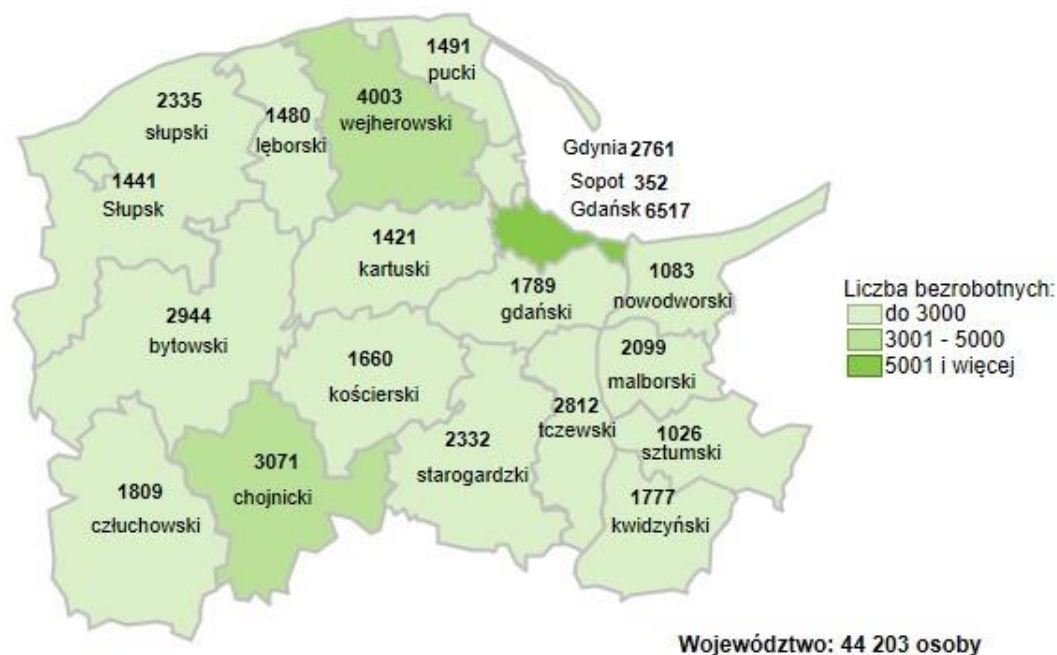 1491
pucki
2335
słupski
1480
lęborski
4003
wejherowski
Gdynia 2761
Sopot 352
Gdańsk 6517
1441
Słupsk
1421
kartuski
1789
gdański
1083
nowodworski
2944
bytowski
1660
kościerski
2099
malborski
2812
tczewski
2332
starogardzki
1026
sztumski
3071
chojnicki
1809
człuchowski
1777
kwidzyński
Liczba bezrobotnych:
do 3000
3001 - 5000
5001 i więcej
Województwo: 44 203 osoby